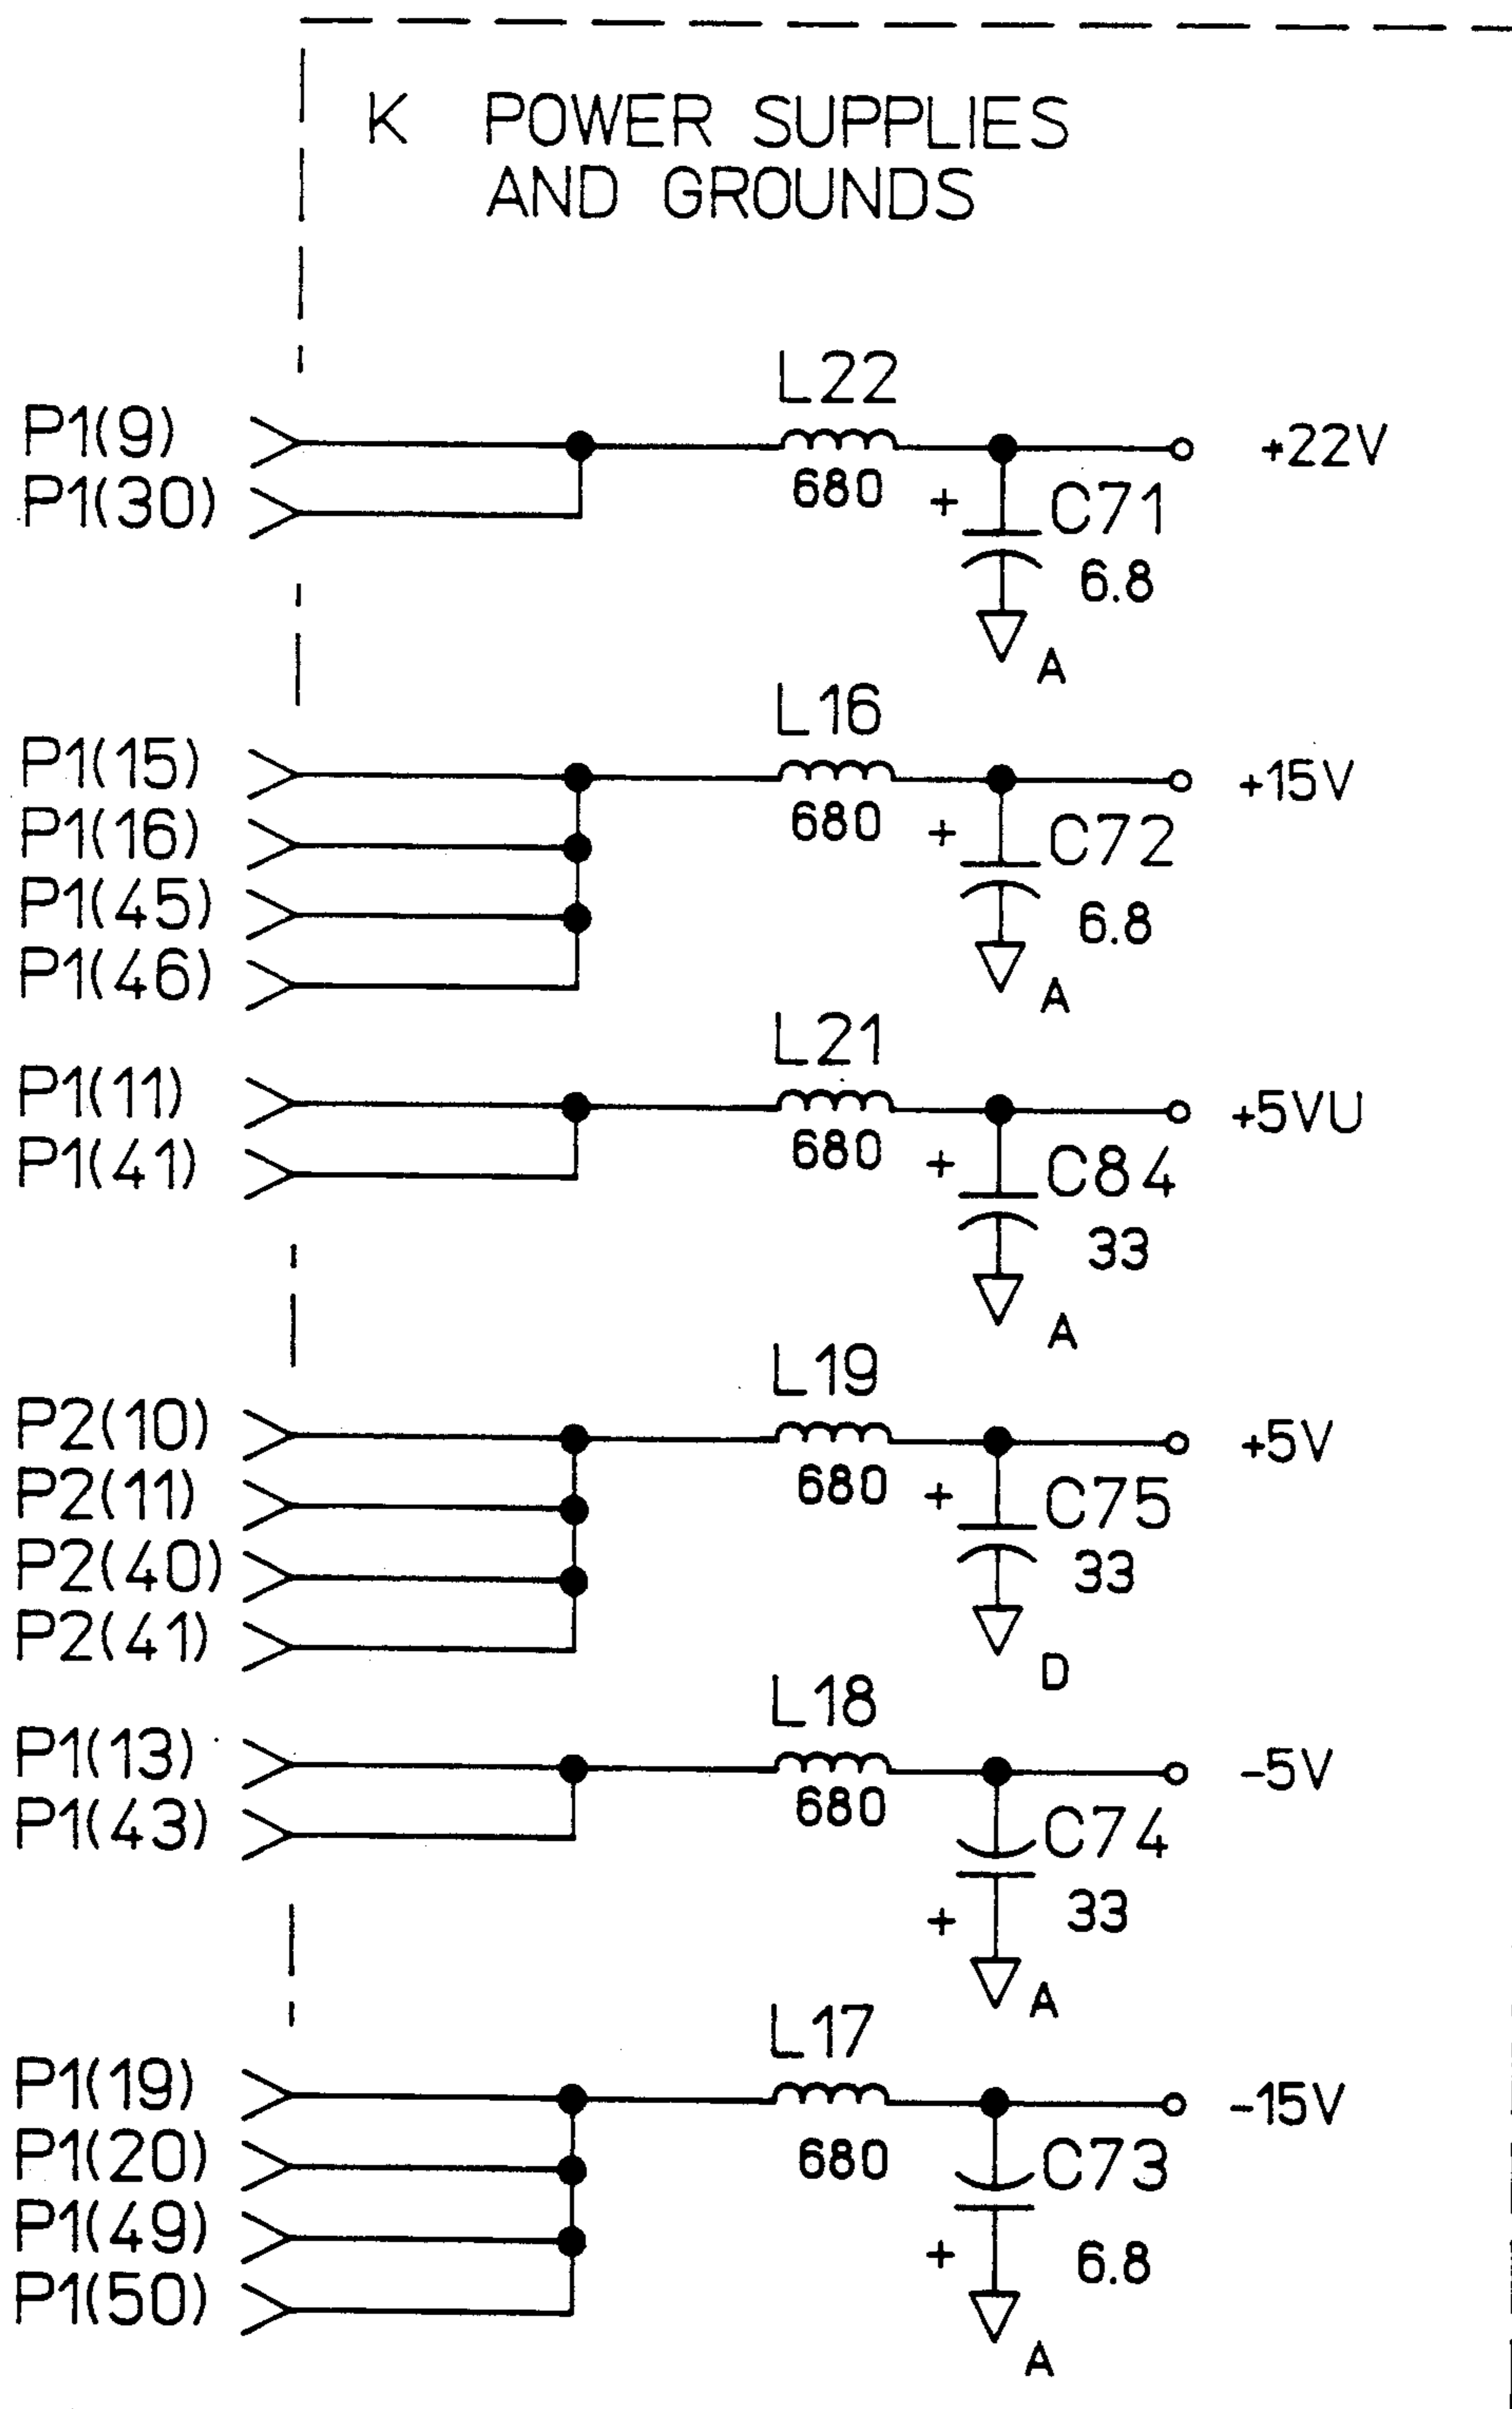 K POWER SUPPLIES
AND GROUNDS
L22
P1(9)
+22V
680
P1(30)
+
C71
6.8
A
L16
P1(15)
+15V
680
P1(16)
+
C72
P1(45)
6.8
P1(46)
A
L21
P1(11)
+5VU
680
P1(41)
+
C84
33
A
L19
P2(10)
+5V
680
P2(11)
+
C75
P2(40)
33
P2(41)
D
L18
P1(13)
-5V
680
P1(43)
C74
33
+
A
L17
P1(19)
-15V
680
P1(20)
C73
P1(49)
+
6.8
P1(50)
A